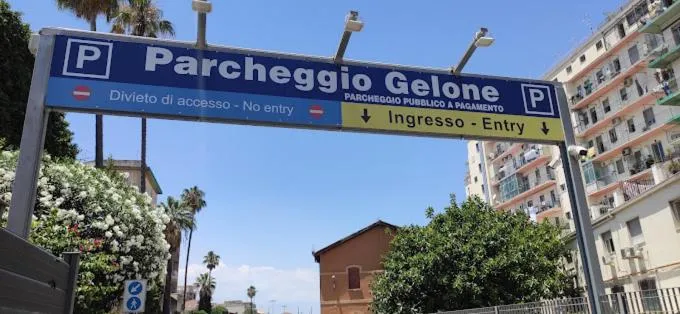 P Parcheggio Gelone P
PARCHEGGIO PUBBLICO A PAGAMENTO
Divieto di accesso - No entry
Ingresso - Entry